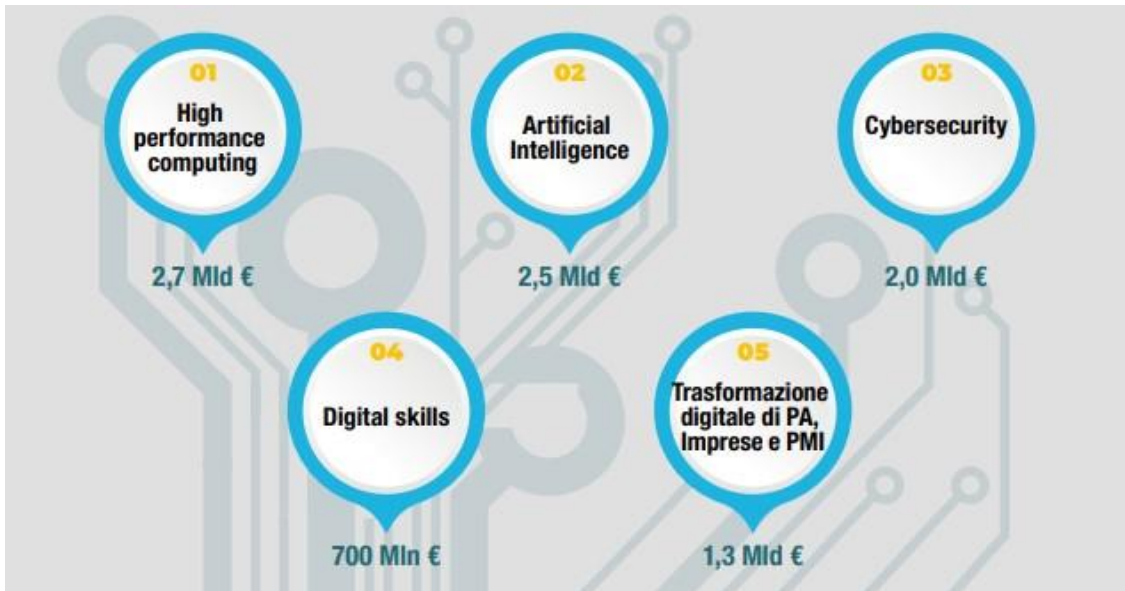 01
High
performance
computing
2,7 Mld €
02
Artificial
Intelligence
2,5 Mld €
03
Cybersecurity
2,0 Mld €
04
Digital skills
700 Mln €
05
Trasformazione
digitale di PA,
Imprese e PMI
1,3 Mld €